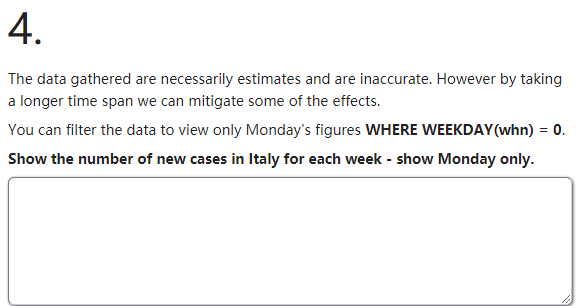 4.
The data gathered are necessarily estimates and are inaccurate. However by taking
a longer time span we can mitigate some of the effects.
You can filter the data to view only Monday's figures WHERE WEEKDAY(whn) = 0.
Show the number of new cases in Italy for each week - show Monday only.